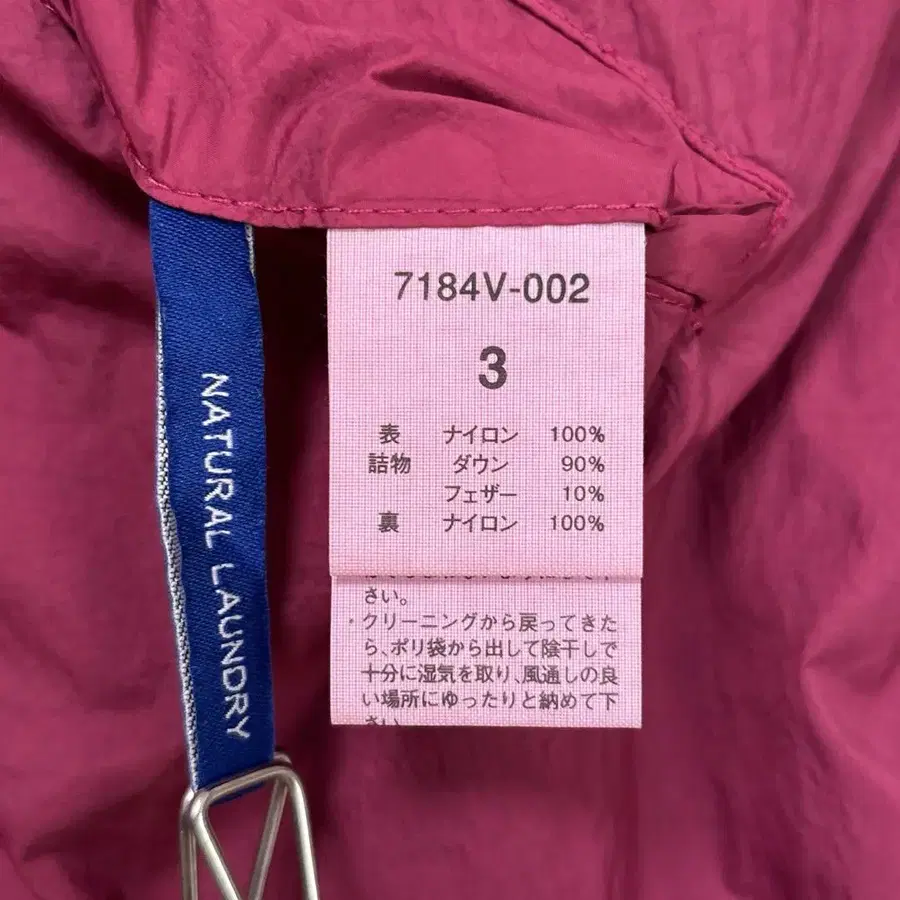 NATURAL LAUNDRY
7184V-002
3
表 ナイロン 100%
詰物 ダウン 90%
フェザー 10%
裏 ナイロン 100%
さい。
・クリーニングから戻ってきた
ら、ポリ袋から出して陰干しで
十分に湿気を取り、風通しの良
い場所にゆったりと納めて下
さい。